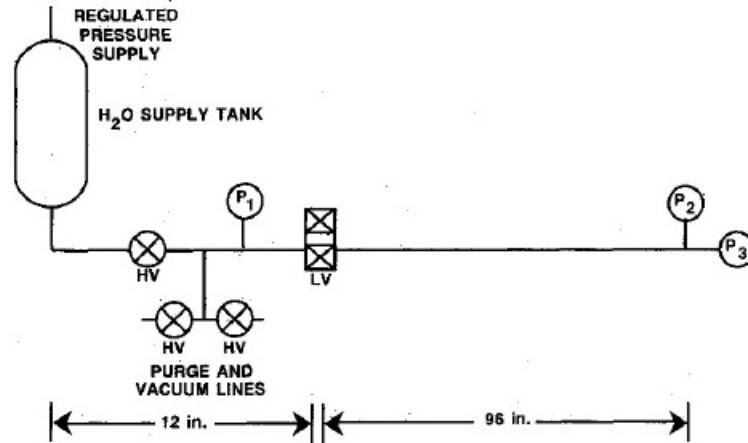 REGULATED
PRESSURE
SUPPLY
H2O SUPPLY TANK
P1
P2
P3
HV
LV
HV
HV
PURGE AND
VACUUM LINES
12 in.
96 in.